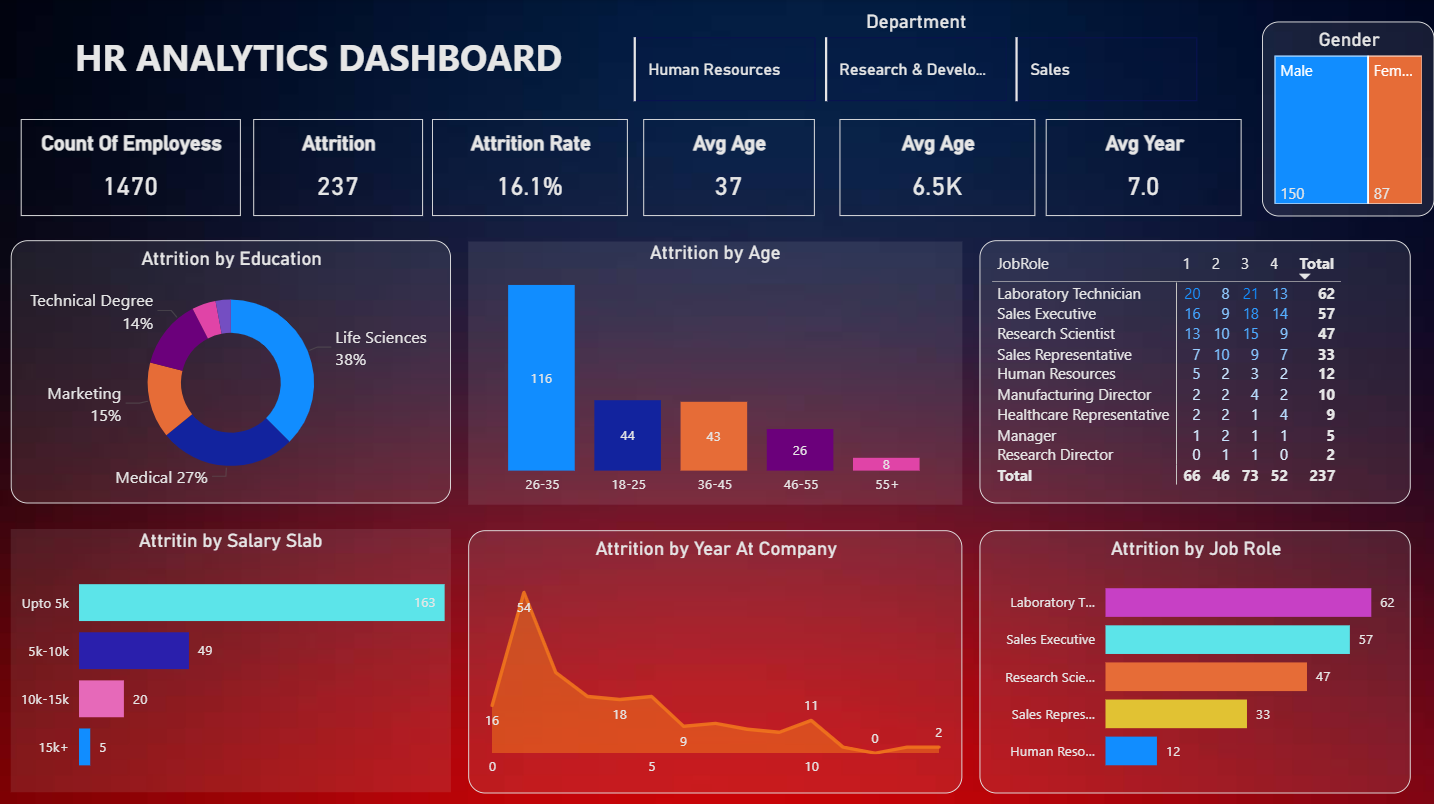 Department
HR ANALYTICS DASHBOARD
Human Resources
Research & Develo...
Sales
Gender
Male
Fem...
150
87
Count Of Employess
1470
Attrition
237
Attrition Rate
16.1%
Avg Age
37
Avg Age
6.5K
Avg Year
7.0
Attrition by Education
Technical Degree
14%
Life Sciences
38%
Marketing
15%
Medical 27%
Attrition by Age
116
44
43
26
8
26-35 18-25 36-45 46-55 55+
JobRole 1 2 3 4 Total
Laboratory Technician 20 8 21 13 62
Sales Executive 16 9 18 14 57
Research Scientist 13 10 15 9 47
Sales Representative 7 10 9 7 33
Human Resources 5 2 3 2 12
Manufacturing Director 2 2 4 2 10
Healthcare Representative 2 2 1 4 9
Manager 1 2 1 1 5
Research Director 0 1 1 0 2
Total 66 46 73 52 237
Attritin by Salary Slab
Upto 5k 163
5k-10k 49
10k-15k 20
15k+ 5
Attrition by Year At Company
54
16
18
9
11
0
2
0 5 10
Attrition by Job Role
Laboratory T... 62
Sales Executive 57
Research Scie... 47
Sales Repres... 33
Human Reso... 12